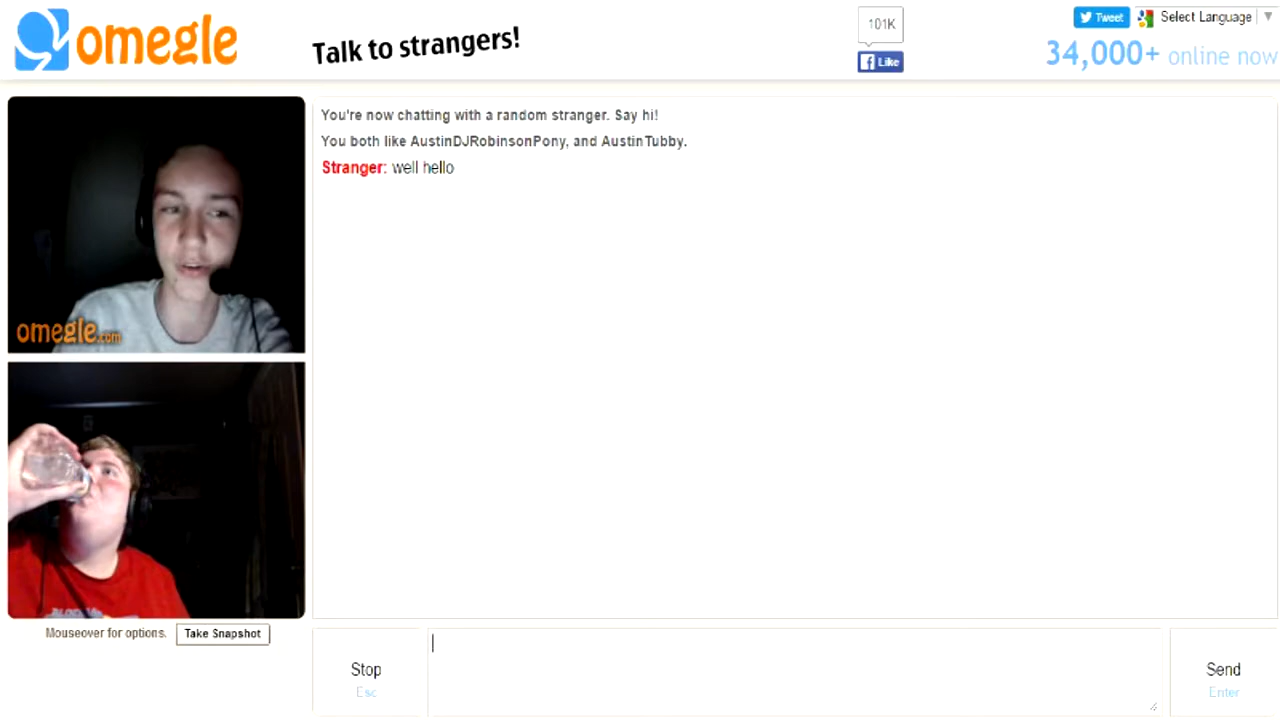 omegle
Talk to strangers!
101K
Like
Tweet
Select Language
34,000+ online now
You're now chatting with a random stranger. Say hi!
You both like AustinDJRobinsonPony, and AustinTubby.
Stranger: well hello
omegle.com
Mouseover for options.
Take Snapshot
Stop
Esc
Send
Enter